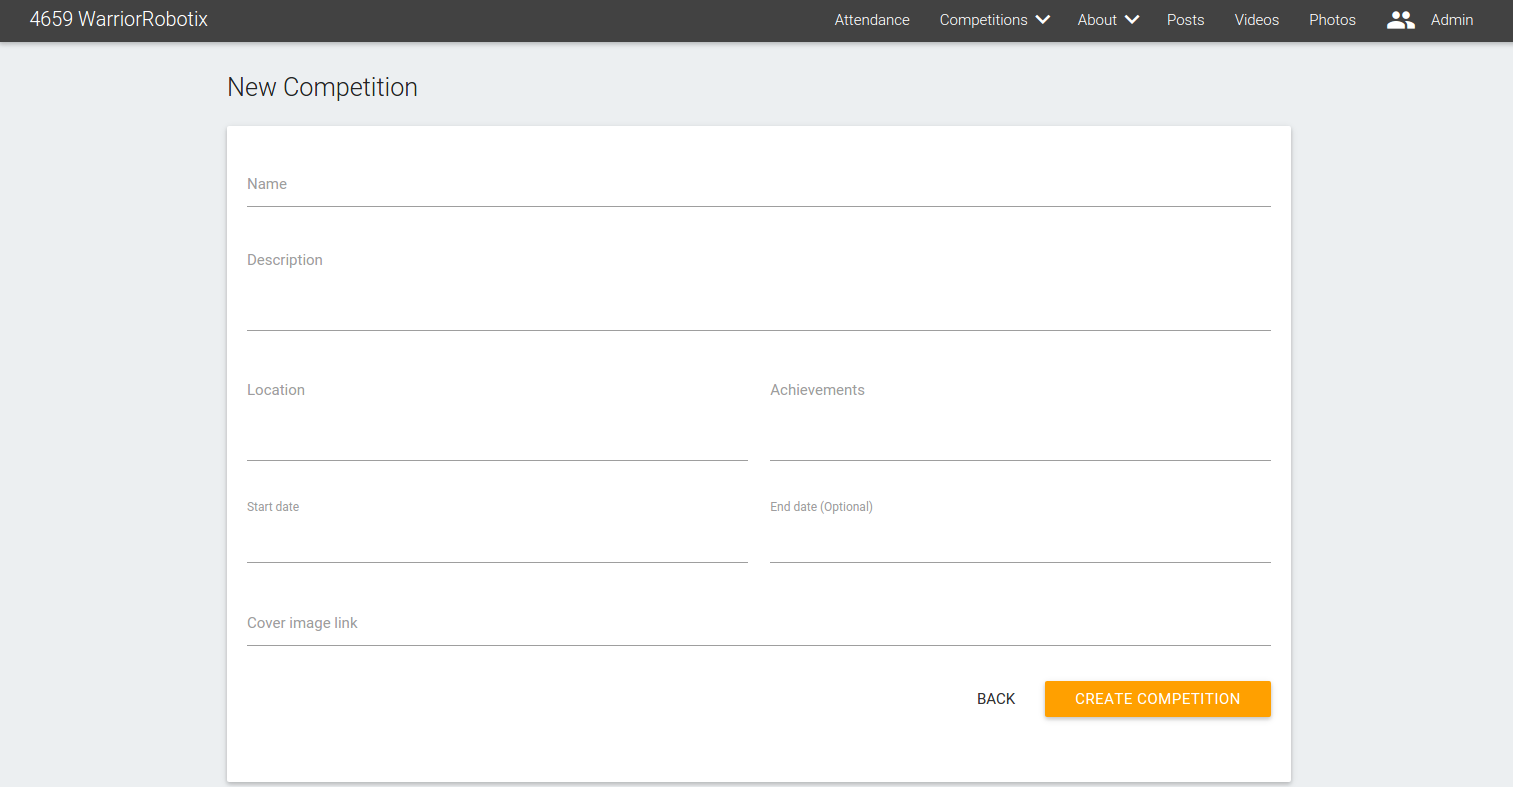 4659 WarriorRobotix Attendance Competitions About Posts Videos Photos Admin
New Competition
Name
Description
Location Achievements
Start date End date (Optional)
Cover image link
BACK CREATE COMPETITION